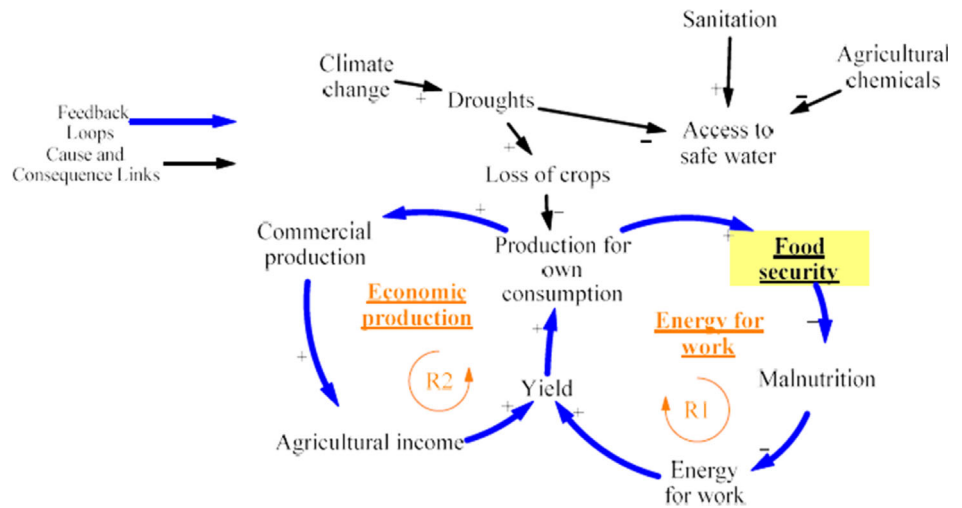 Sanitation
Agricultural
chemicals
Climate
change
+
Droughts
+
−
Feedback
Loops
Cause and
Consequence Links
Access to
safe water
+
−
Loss of crops
−
+
Commercial
production
Production for
own
consumption
+
Food
security
Economic
production
Energy for
work
+
+
−
R2
Yield
R1
Malnutrition
+
+
Agricultural income
−
Energy
for work